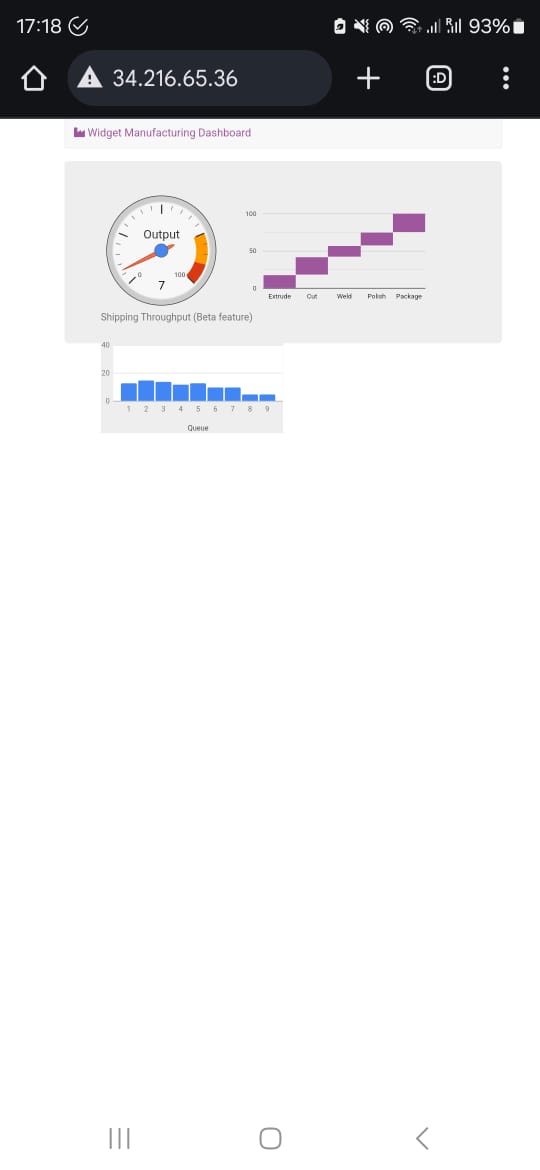 17:18 93%
34.216.65.36 :D
Widget Manufacturing Dashboard
Output
0 100
7
100
50
0
Extrude Cut Weld Polish Package
Shipping Throughput (Beta feature)
40
20
0
1 2 3 4 5 6 7 8 9
Queue